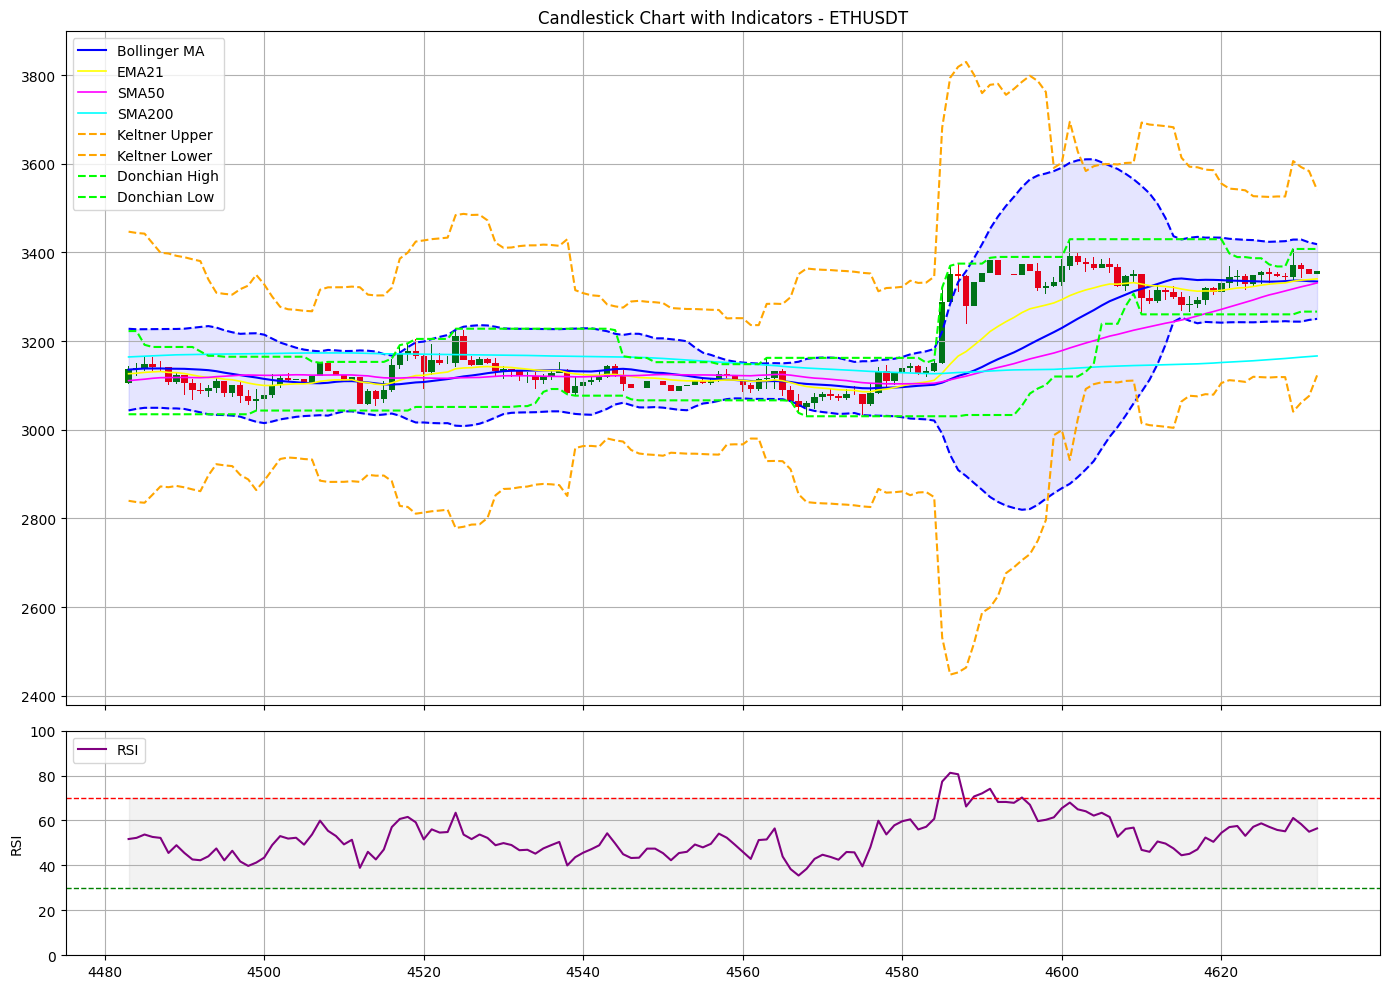 Candlestick Chart with Indicators - ETHUSDT
Bollinger MA
EMA21
SMA50
SMA200
Keltner Upper
Keltner Lower
Donchian High
Donchian Low
3800
3600
3400
3200
3000
2800
2600
2400
RSI
100
80
60
40
20
0
RSI
4480 4500 4520 4540 4560 4580 4600 4620